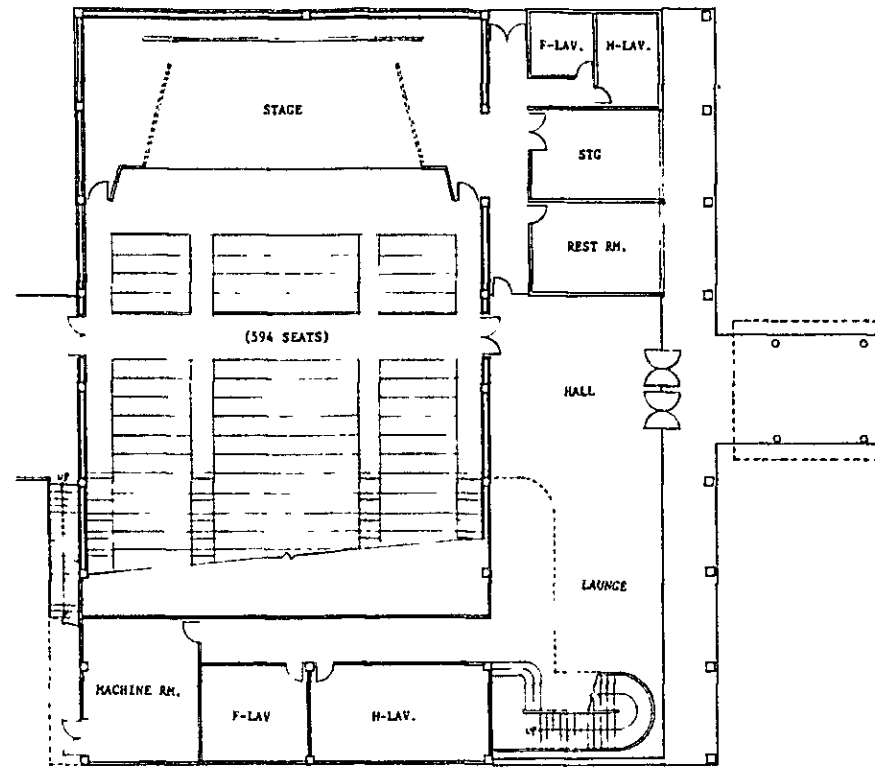 F-LAV.
H-LAV.
STAGE
STG
REST RM.
(594 SEATS)
HALL
UP
LAUNGE
MACHINE RM.
F-LAV
H-LAV.
UP